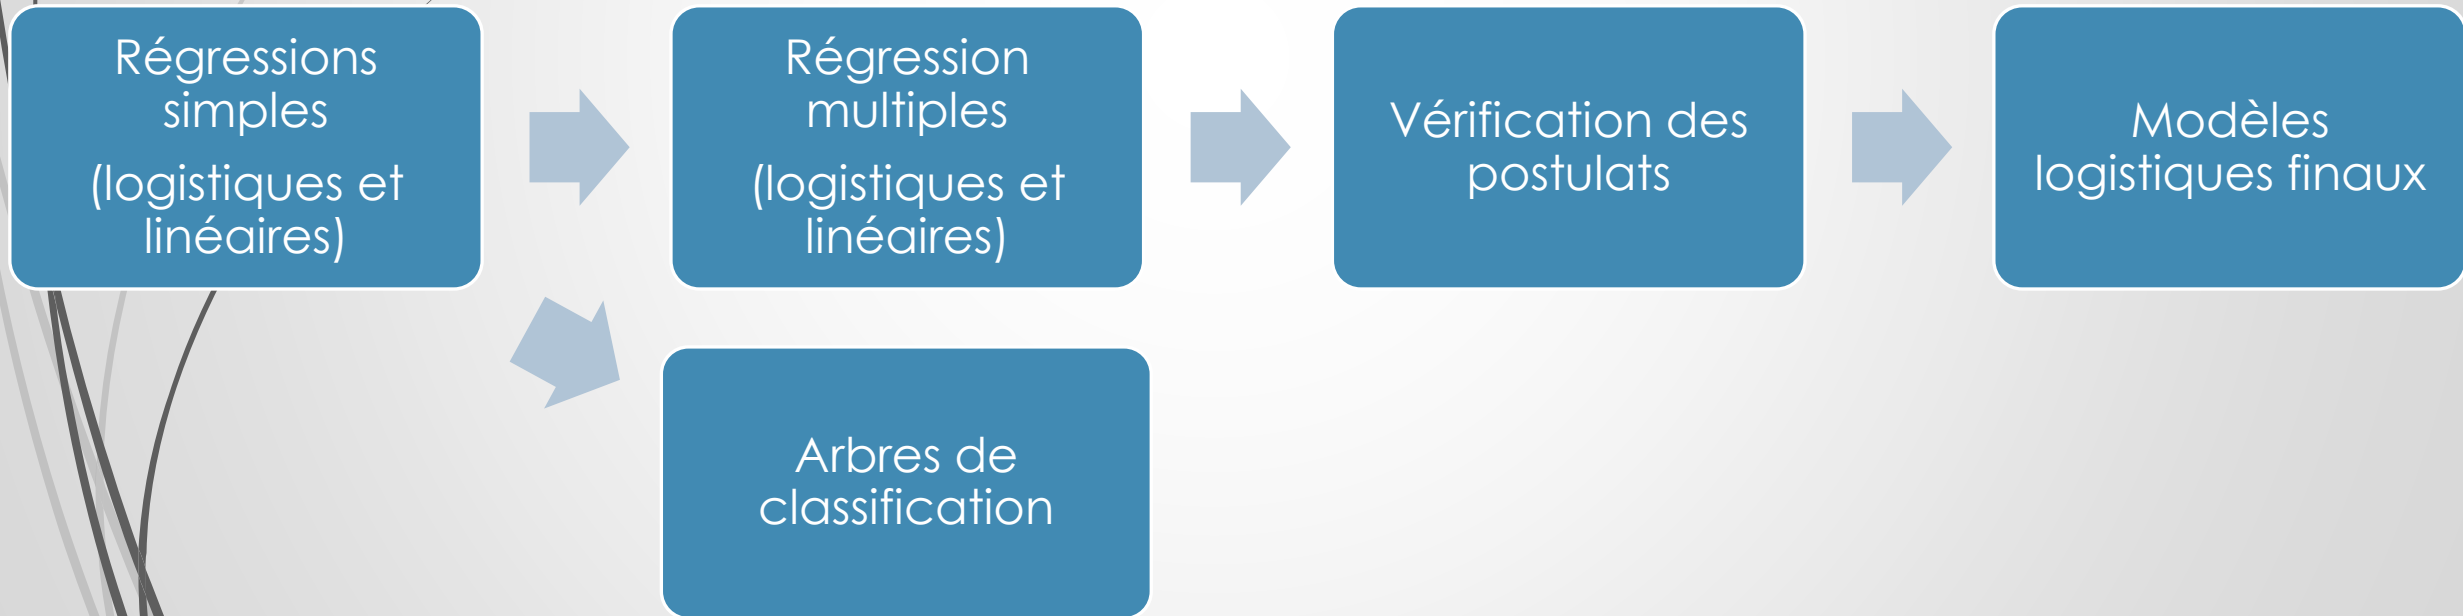 Régressions
simples
(logistiques et
linéaires)
Régression
multiples
(logistiques et
linéaires)
Vérification des
postulats
Modèles
logistiques finaux
Arbres de
classification